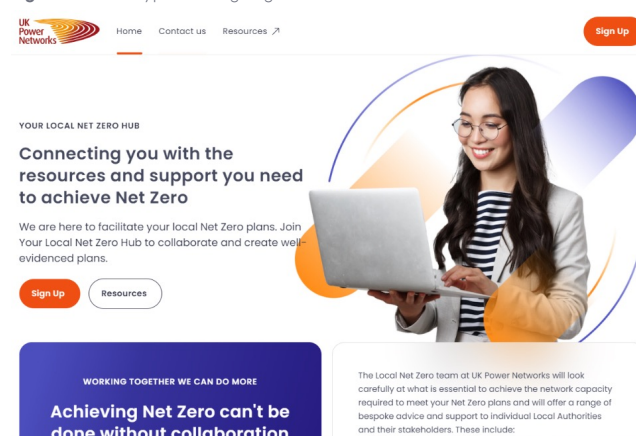 UK
Power
Networks
Home Contact us Resources
Sign Up
YOUR LOCAL NET ZERO HUB
Connecting you with the
resources and support you need
to achieve Net Zero
We are here to facilitate your local Net Zero plans. Join
Your Local Net Zero Hub to collaborate and create well-
evidenced plans.
Sign Up Resources
WORKING TOGETHER WE CAN DO MORE
Achieving Net Zero can't be
done without collaboration
The Local Net Zero team at UK Power Networks will look
carefully at what is essential to achieve the network capacity
required to meet your Net Zero plans and will offer a range of
bespoke advice and support to individual Local Authorities
and their stakeholders. These include: